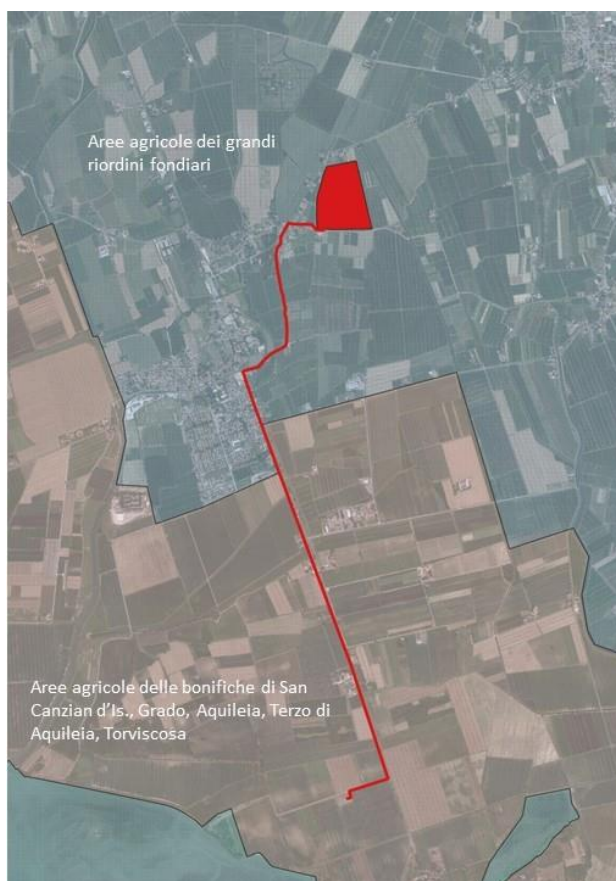 Aree agricole dei grandi
riordini fondiari
Aree agricole delle bonifiche di San
Canzian d’Is., Grado, Aquileia, Terzo di
Aquileia, Torviscosa